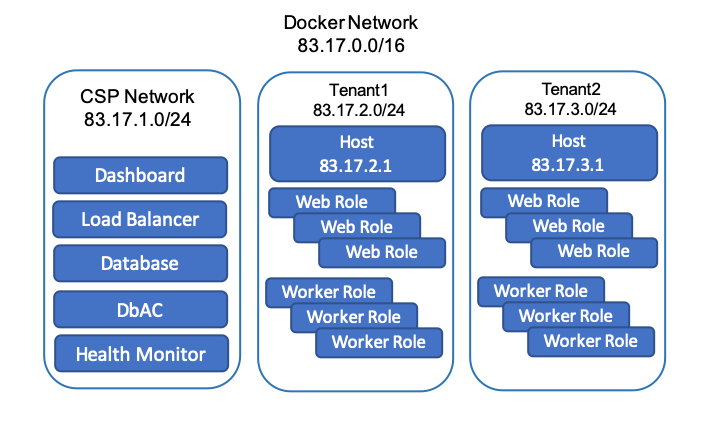 Docker Network
83.17.0.0/16
CSP Network
83.17.1.0/24
Dashboard
Load Balancer
Database
DbAC
Health Monitor
Tenant1
83.17.2.0/24
Host
83.17.2.1
Web Role
Web Role
Web Role
Worker Role
Worker Role
Worker Role
Tenant2
83.17.3.0/24
Host
83.17.3.1
Web Role
Web Role
Web Role
Worker Role
Worker Role
Worker Role